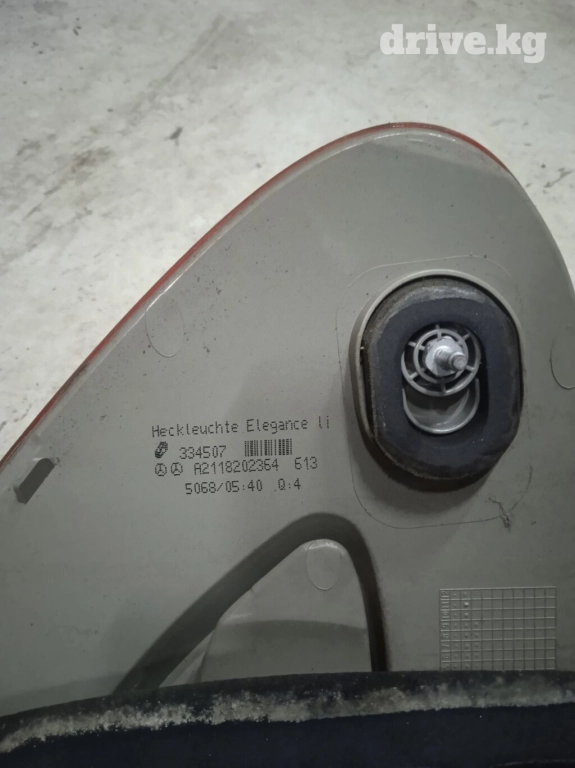 drive.kg
Heckleuchte Elegance li
334507
A2118202364 613
5068/05:40 Q:4